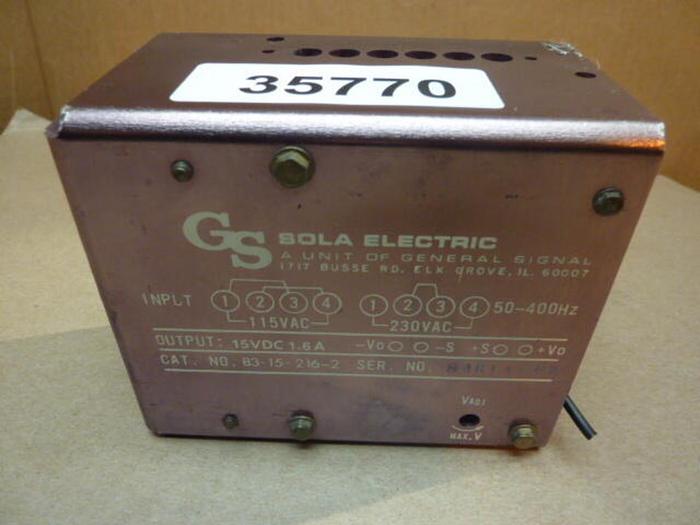 35770
GS SOLA ELECTRIC
A UNIT OF GENERAL SIGNAL
1717 BUSSE RD. ELK GROVE, IL. 60007
INPUT 1 2 3 4 1 2 3 4 50-400Hz
115VAC 230VAC
OUTPUT: 15VDC 1.6A -Vo -S +S +Vo
CAT. NO. 83-15-216-2 SER. NO.
VADJ
MAX.V